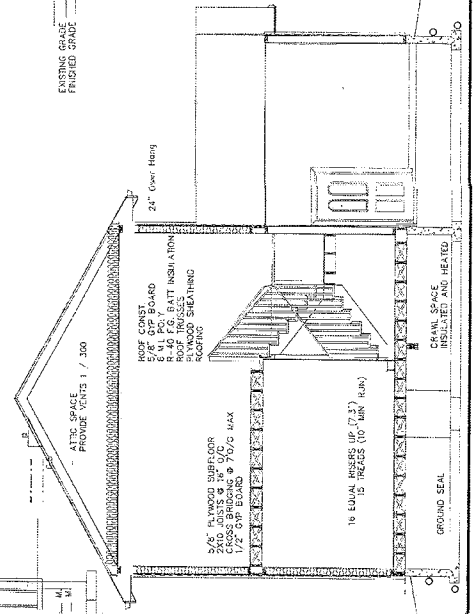 EXISTING GRADE
FINISHED GRADE
24" Over Hang
ATTIC SPACE
PROVIDE VENTS 1 / 300
ROOF CONST
5/8" GYP BOARD
6 MIL POLY
R-40 F.G. BATT INSULATION
ROOF TRUSSES
PLYWOOD SHEATHING
ROOFING
5/8" PLYWOOD SUBFLOOR
2X10 JOISTS @ 16" O/C
CROSS BRIDGING @ 7'0/C MAX
1/2" GYP BOARD
16 EQUAL RISERS UP (7.3")
15 TREADS (10" MIN RUN)
CRAWL SPACE
INSULATED AND HEATED
GROUND SEAL